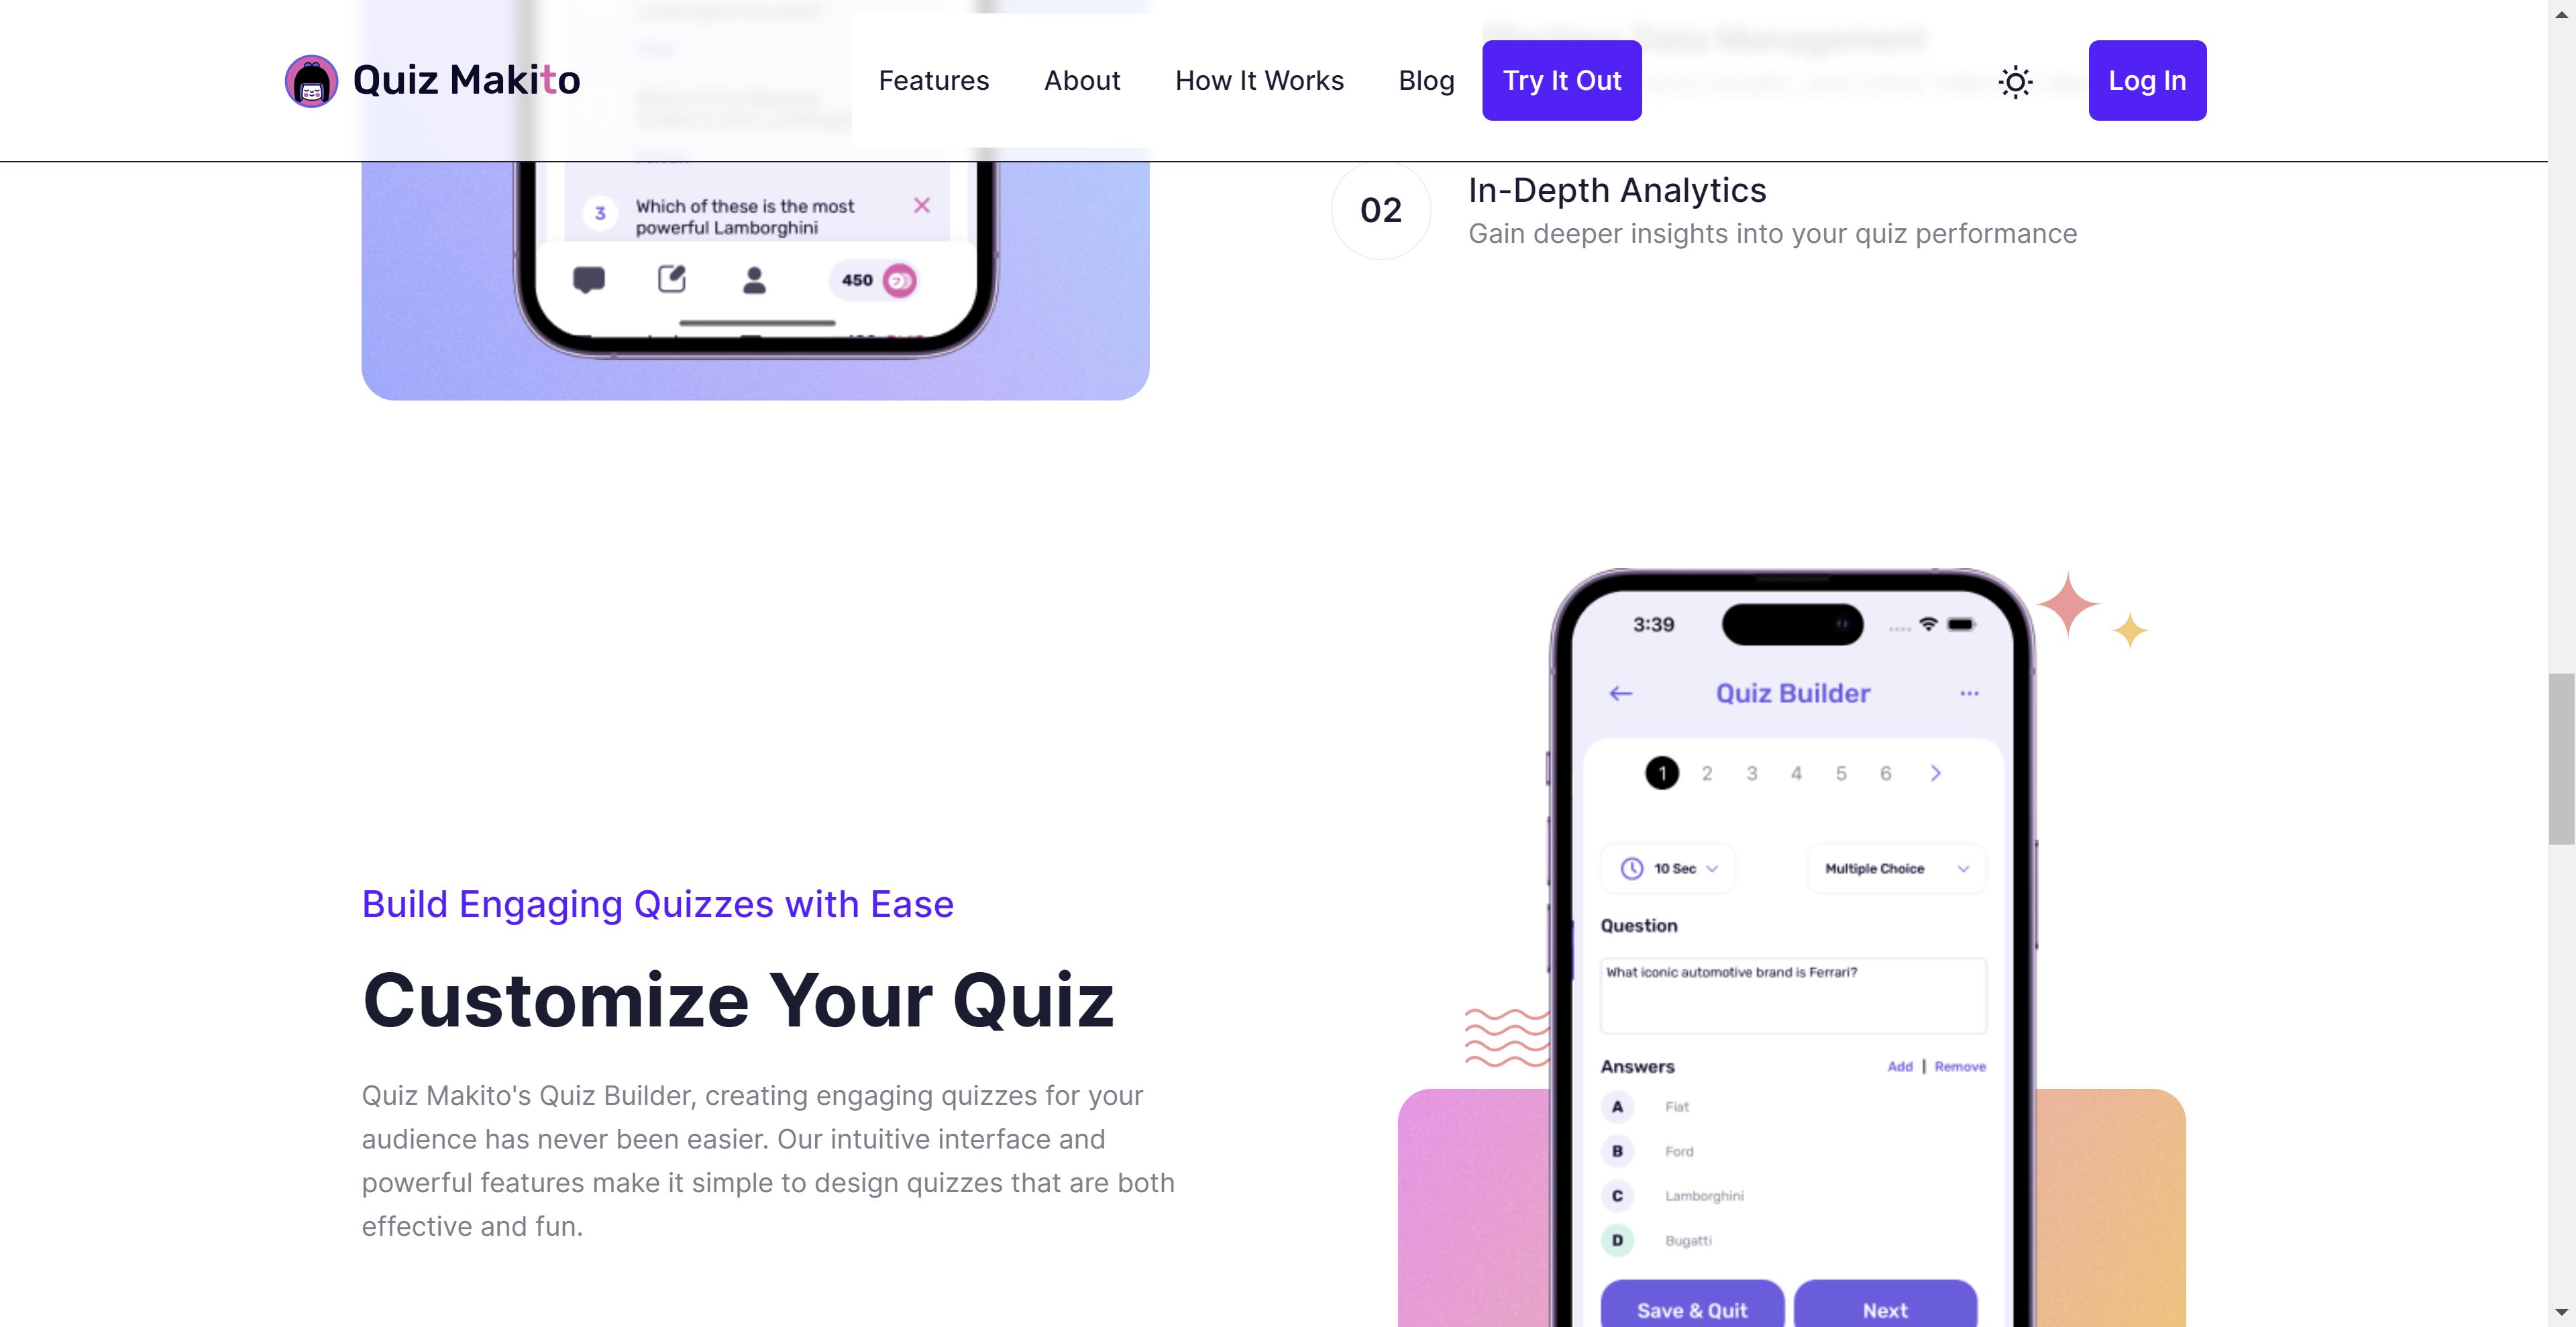 Quiz Makito
Features
About
How It Works
Blog
Try It Out
Log In
Data Management
3
Which of these is the most
powerful Lamborghini
450
02
In-Depth Analytics
Gain deeper insights into your quiz performance
Build Engaging Quizzes with Ease
Customize Your Quiz
Quiz Makito's Quiz Builder, creating engaging quizzes for your
audience has never been easier. Our intuitive interface and
powerful features make it simple to design quizzes that are both
effective and fun.
3:39
Quiz Builder
1 2 3 4 5 6
10 Sec
Multiple Choice
Question
What iconic automotive brand is Ferrari?
Answers
Add | Remove
A Fiat
B Ford
C Lamborghini
D Bugatti
Save & Quit
Next